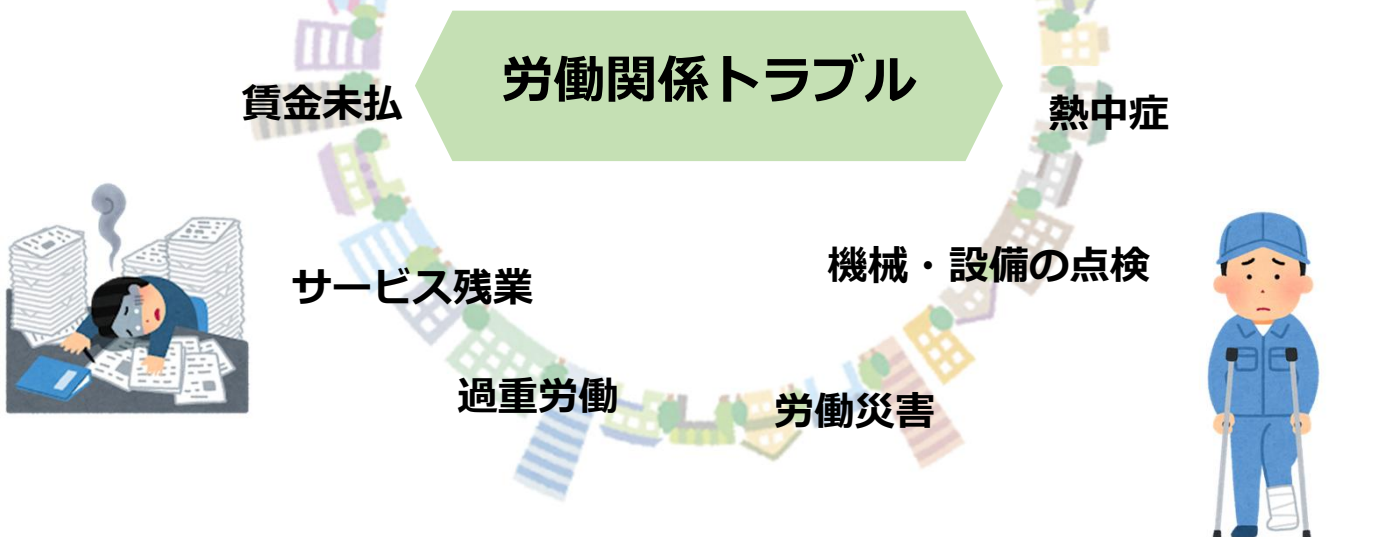 労働関係トラブル
賃金未払
熱中症
サービス残業
機械・設備の点検
過重労働
労働災害